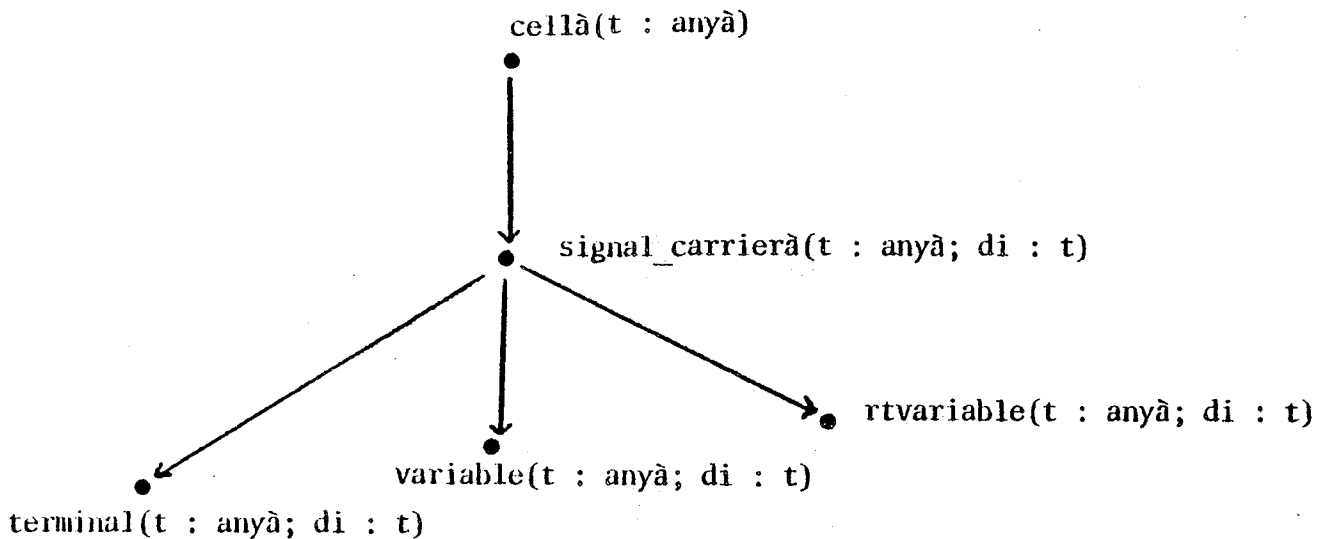 cellà(t : anyà)
signal_carrierà(t : anyà; di : t)
rtvariable(t : anyà; di : t)
variable(t : anyà; di : t)
terminal(t : anyà; di : t)